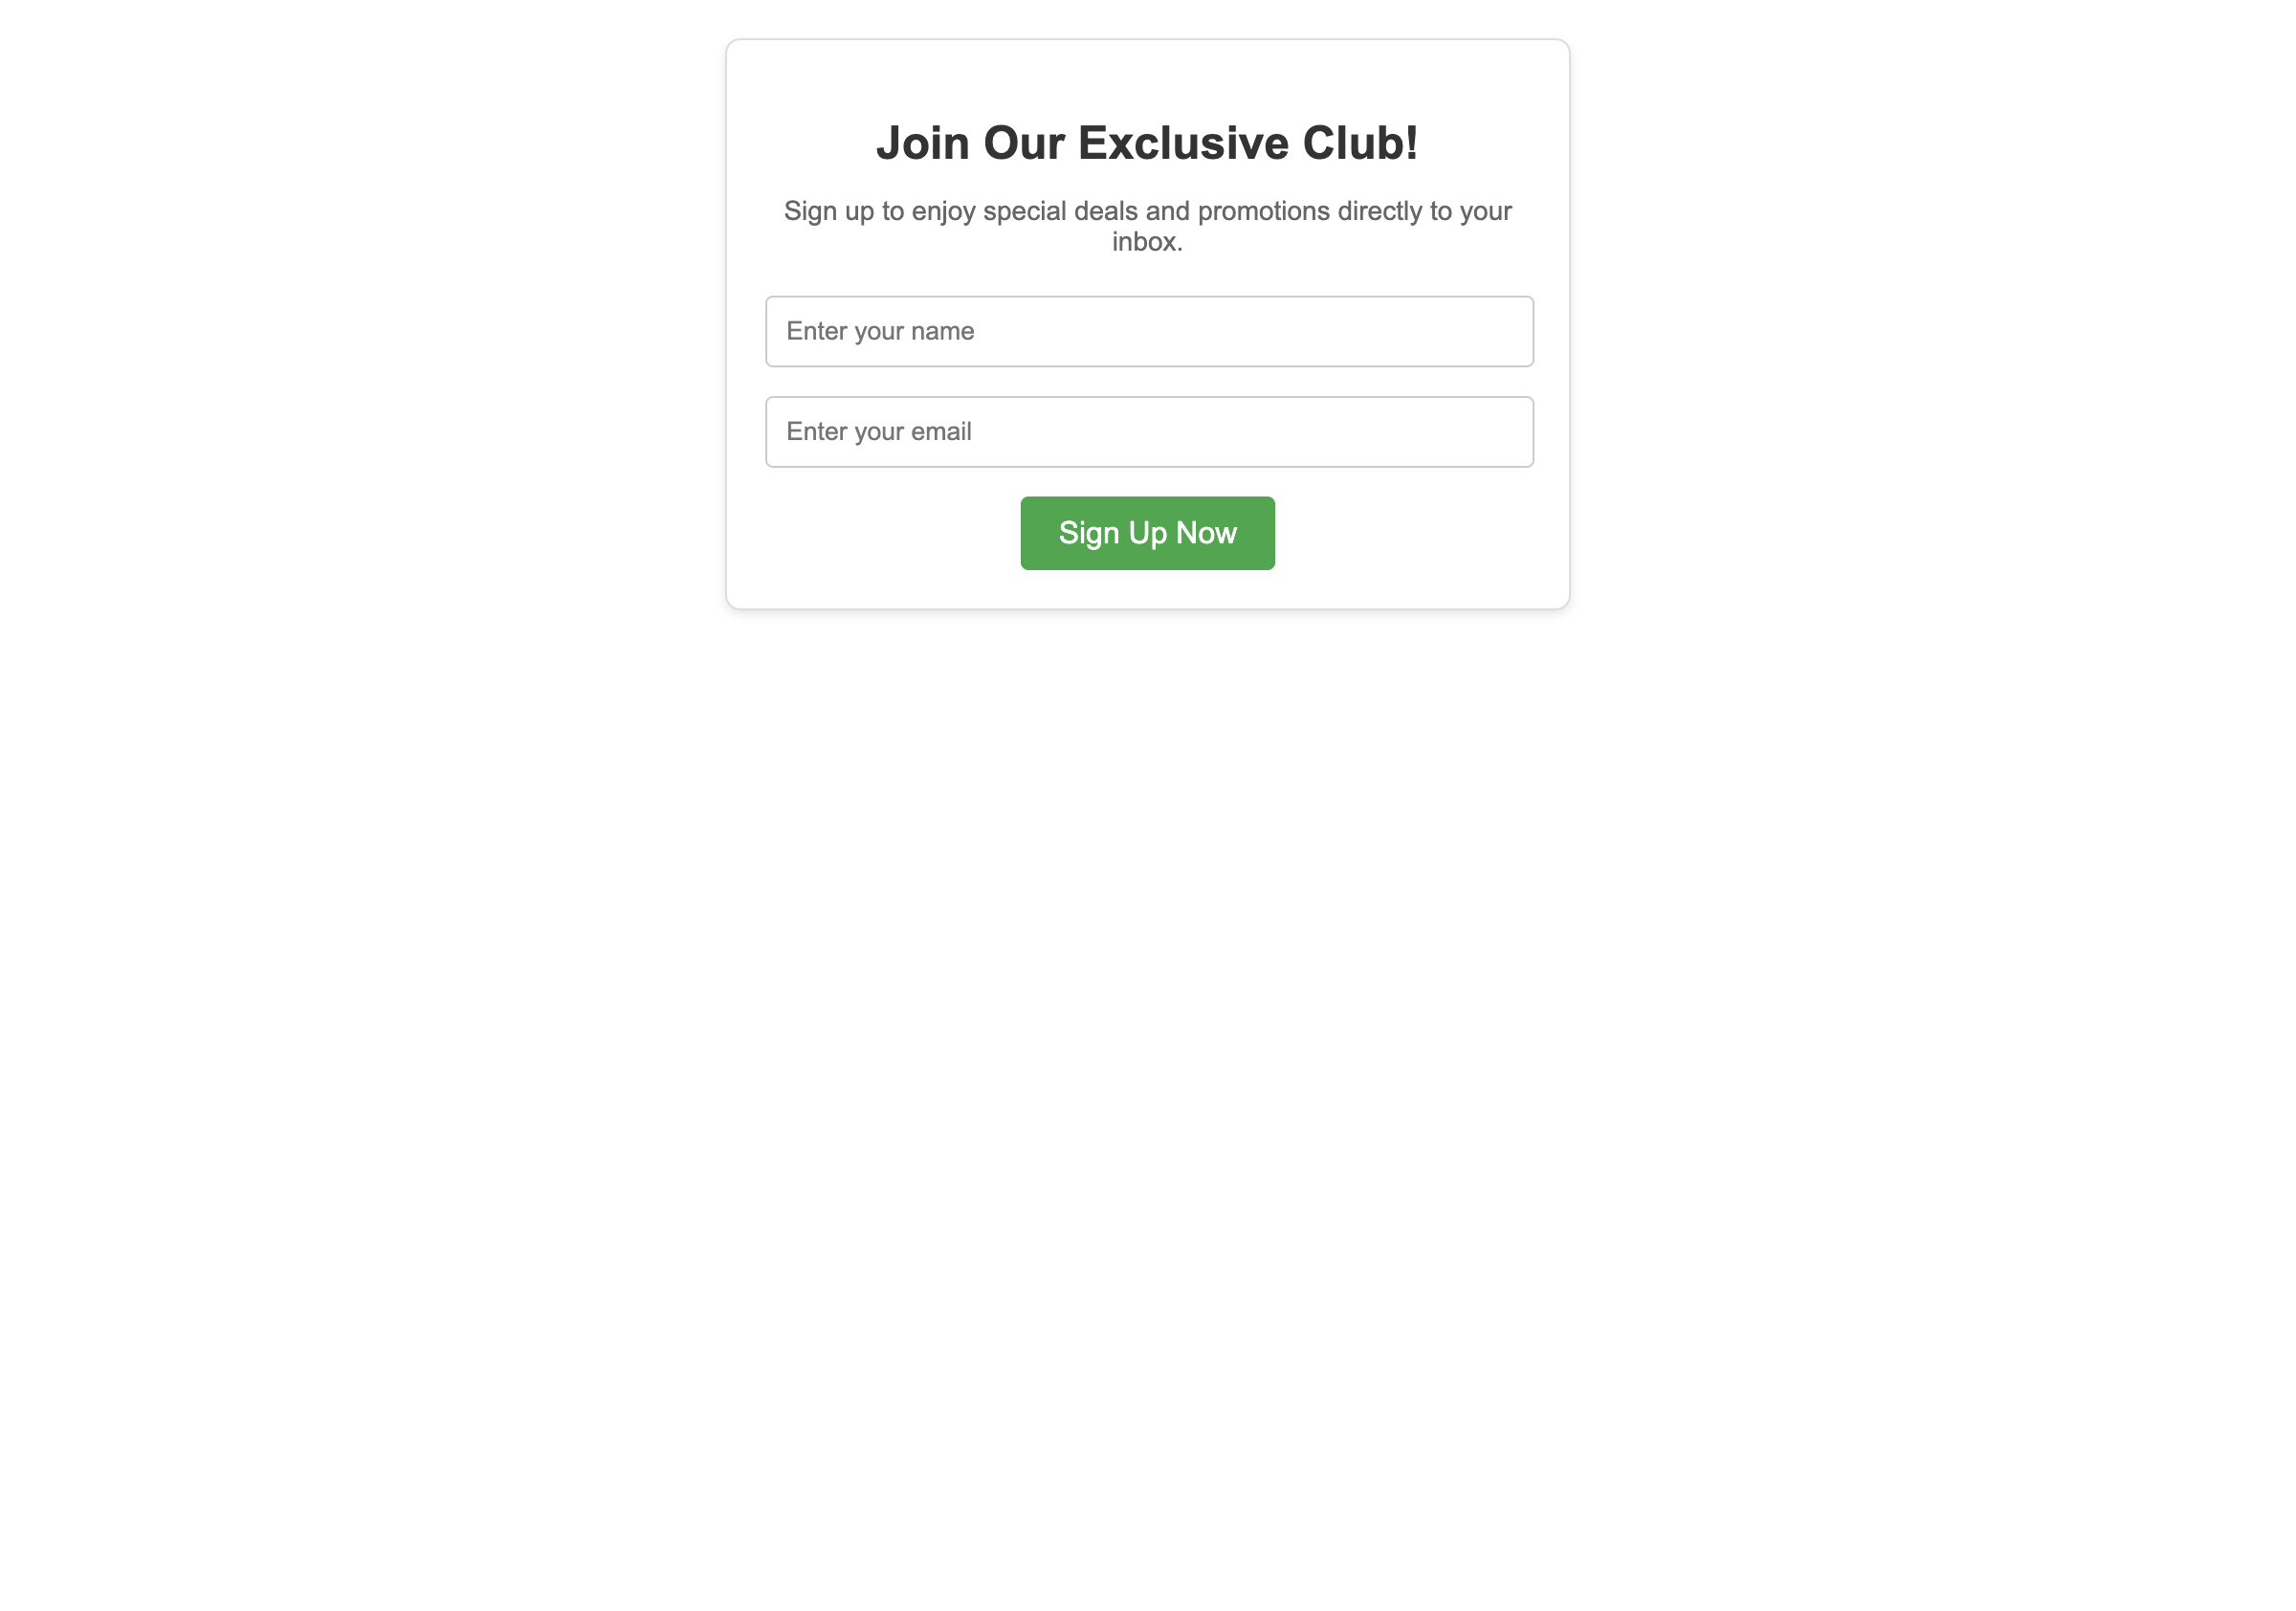 Join Our Exclusive Club!
Sign up to enjoy special deals and promotions directly to your
inbox.
Enter your name
Enter your email
Sign Up Now